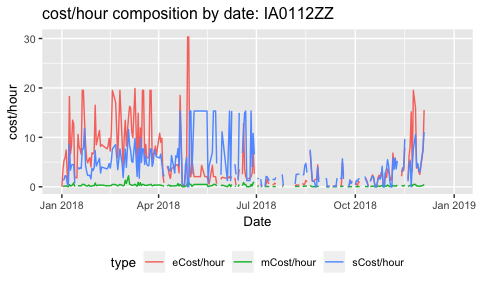 cost/hour composition by date: IA0112ZZ
cost/hour
30
20
10
0
Jan 2018 Apr 2018 Jul 2018 Oct 2018 Jan 2019
Date
type eCost/hour mCost/hour sCost/hour